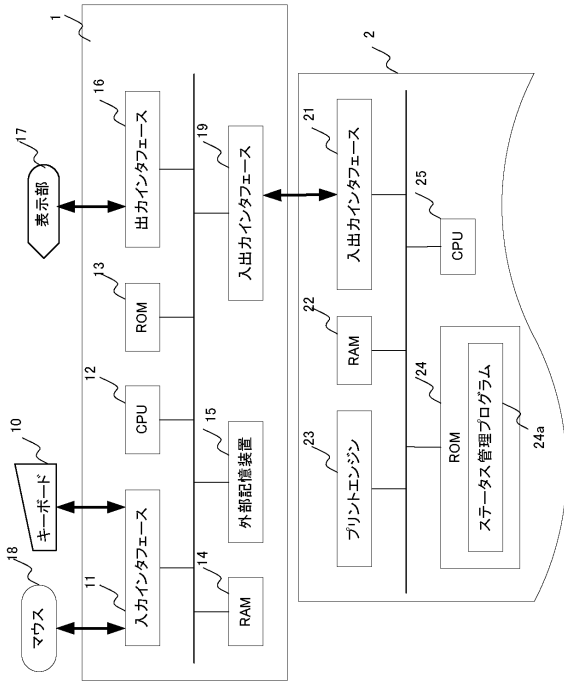 18
マウス
10
キーボード
17
表示部
1
11
入力インタフェース
12
CPU
13
ROM
16
出力インタフェース
14
RAM
15
外部記憶装置
19
入出力インタフェース
2
23
プリントエンジン
22
RAM
21
入出力インタフェース
24
ROM
ステータス管理プログラム
24a
25
CPU